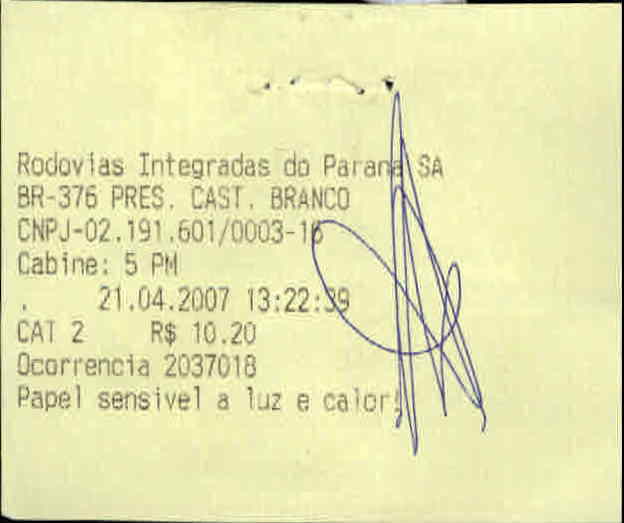 Rodovias Integradas do Parana SA
BR-376 PRES. CAST. BRANCO
CNPJ-02.191.601/0003-16
Cabine: 5 PM
. 21.04.2007 13:22:39
CAT 2 R$ 10.20
Ocorrencia 2037018
Papel sensivel a luz e calor!